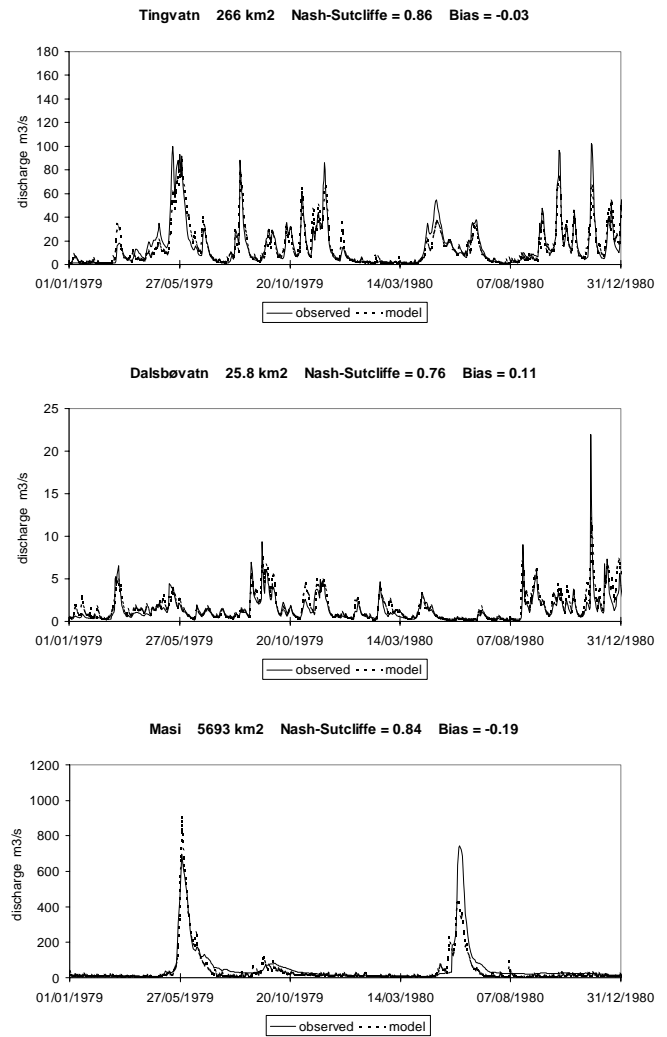 Tingvatn 266 km2 Nash-Sutcliffe = 0.86 Bias = -0.03
discharge m3/s
180
160
140
120
100
80
60
40
20
0
01/01/1979 27/05/1979 20/10/1979 14/03/1980 07/08/1980 31/12/1980
observed model
Dalsbøvatn 25.8 km2 Nash-Sutcliffe = 0.76 Bias = 0.11
discharge m3/s
25
20
15
10
5
0
01/01/1979 27/05/1979 20/10/1979 14/03/1980 07/08/1980 31/12/1980
observed model
Masi 5693 km2 Nash-Sutcliffe = 0.84 Bias = -0.19
discharge m3/s
1200
1000
800
600
400
200
0
01/01/1979 27/05/1979 20/10/1979 14/03/1980 07/08/1980 31/12/1980
observed model